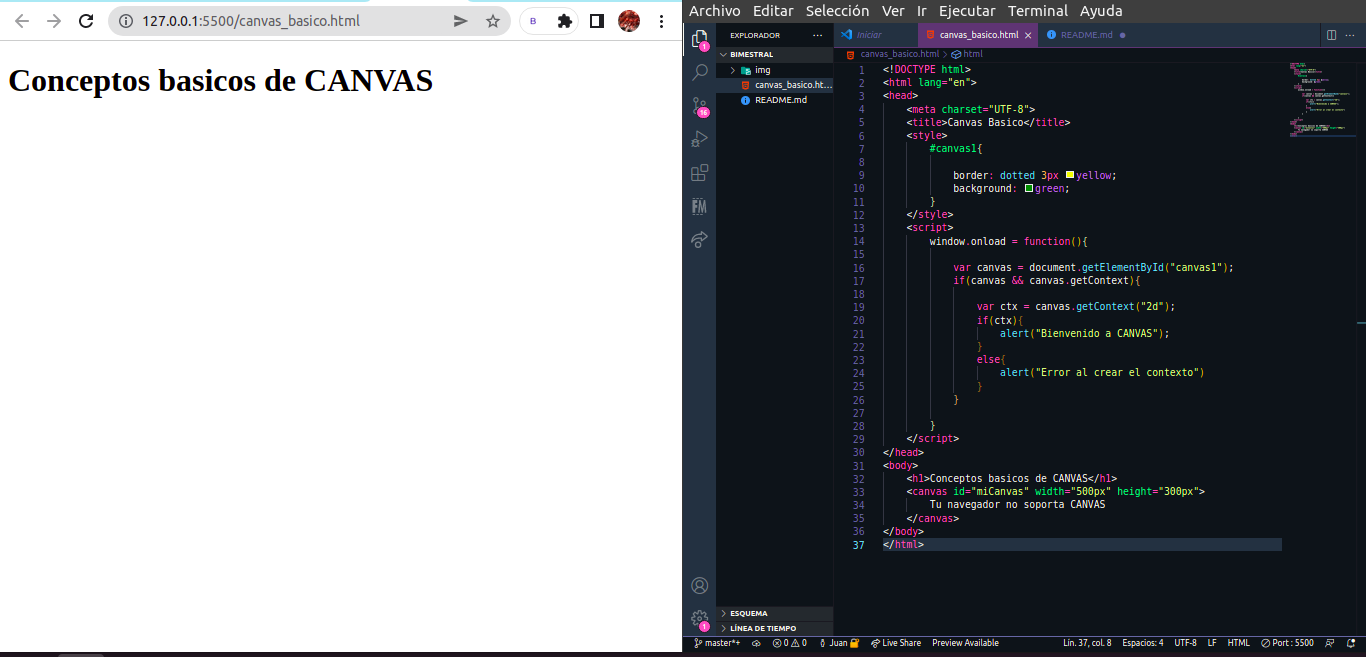 127.0.0.1:5500/canvas_basico.html
B
Conceptos basicos de CANVAS
Archivo Editar Selección Ver Ir Ejecutar Terminal Ayuda
EXPLORADOR ···
BIMESTRAL
img
canvas_basico.ht...
README.md
Iniciar
canvas_basico.html
README.md
canvas_basico.html > html
1 <!DOCTYPE html>
2 <html lang="en">
3 <head>
4 <meta charset="UTF-8">
5 <title>Canvas Basico</title>
6 <style>
7 #canvas1{
8
9 border: dotted 3px yellow;
10 background: green;
11 }
12 </style>
13 <script>
14 window.onload = function(){
15
16 var canvas = document.getElementById("canvas1");
17 if(canvas && canvas.getContext){
18
19 var ctx = canvas.getContext("2d");
20 if(ctx){
21 alert("Bienvenido a CANVAS");
22 }
23 else{
24 alert("Error al crear el contexto")
25 }
26 }
27
28 }
29 </script>
30 </head>
31 <body>
32 <h1>Conceptos basicos de CANVAS</h1>
33 <canvas id="miCanvas" width="500px" height="300px">
34 Tu navegador no soporta CANVAS
35 </canvas>
36 </body>
37 </html>
1
16
FM
1
ESQUEMA
LÍNEA DE TIEMPO
master*+ 0 0 Juan Live Share Preview Available Lín. 37, col. 8 Espacios: 4 UTF-8 LF HTML Port : 5500